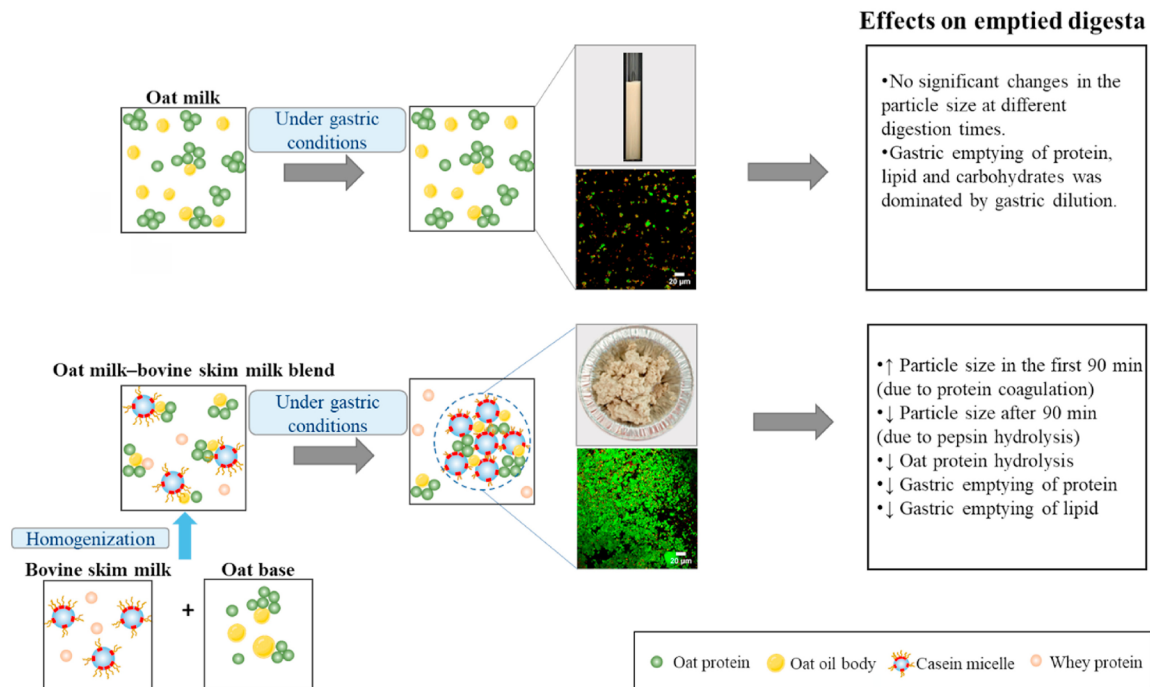 Effects on emptied digesta
Oat milk
Under gastric
conditions
20 µm
•No significant changes in the
particle size at different
digestion times.
•Gastric emptying of protein,
lipid and carbohydrates was
dominated by gastric dilution.
Oat milk–bovine skim milk blend
Under gastric
conditions
20 µm
•↑ Particle size in the first 90 min
(due to protein coagulation)
•↓ Particle size after 90 min
(due to pepsin hydrolysis)
•↓ Oat protein hydrolysis
•↓ Gastric emptying of protein
•↓ Gastric emptying of lipid
Homogenization
Bovine skim milk
+
Oat base
Oat protein
Oat oil body
Casein micelle
Whey protein